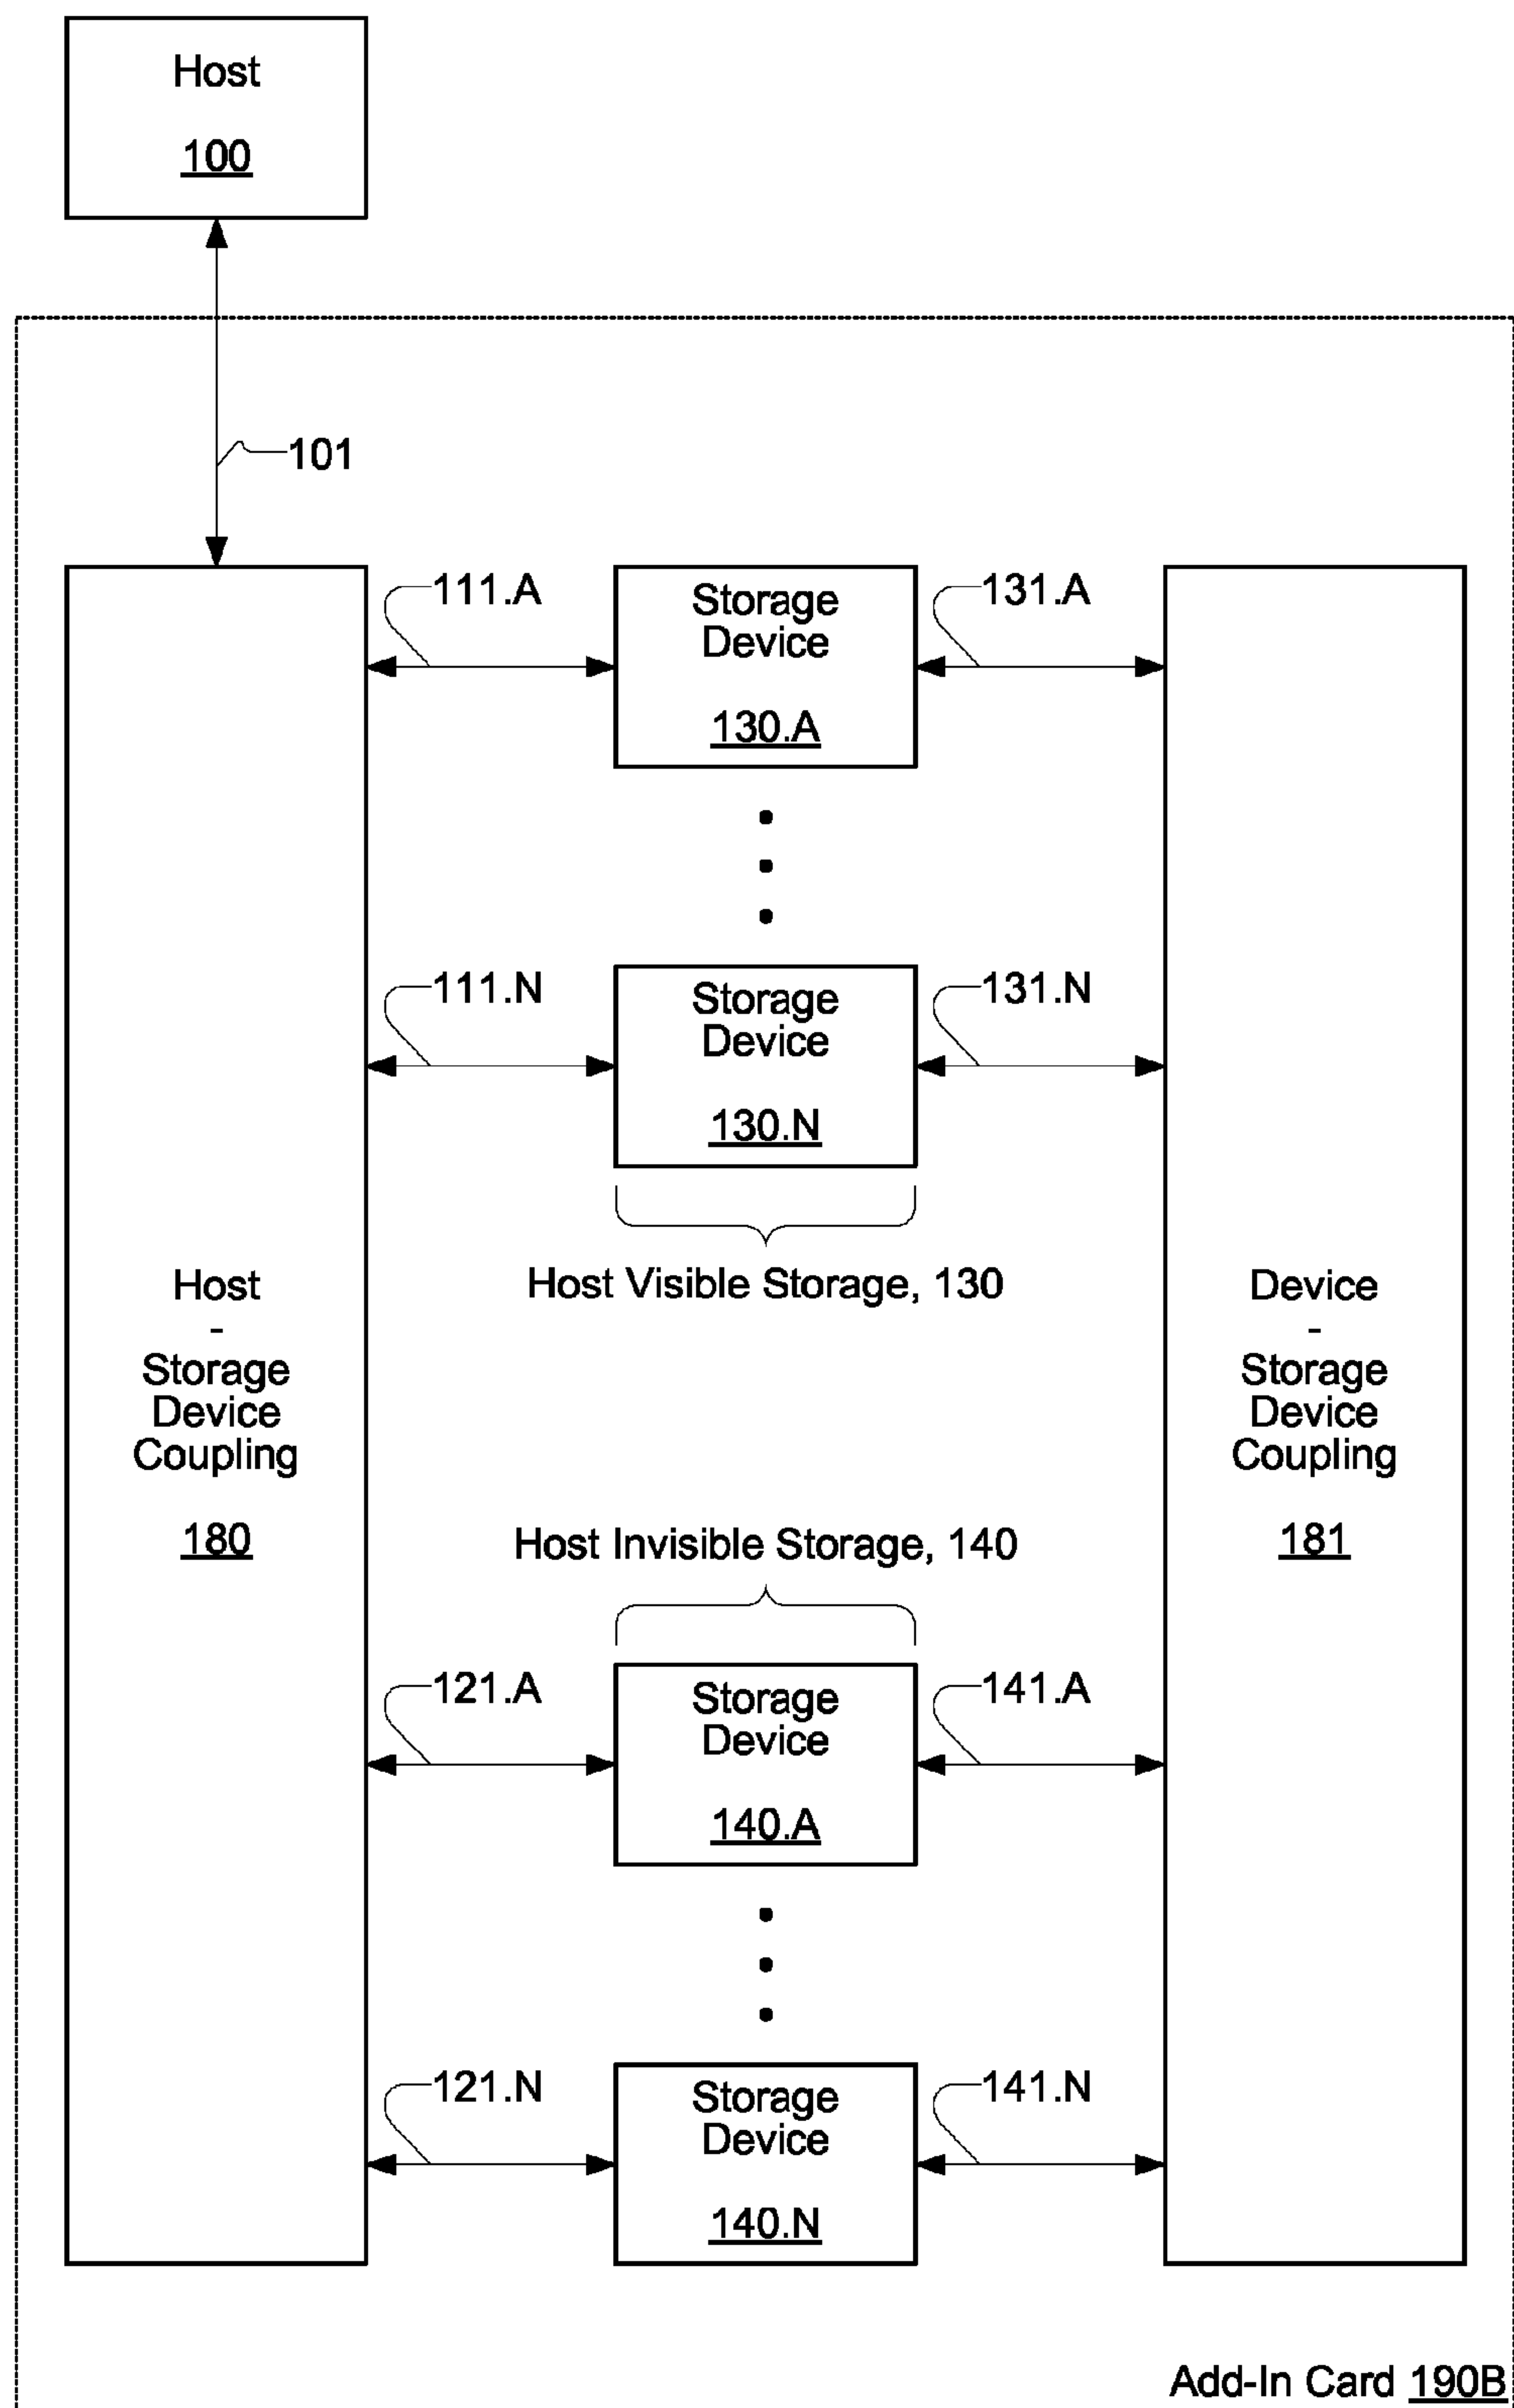 Host
100
101
111.A
Storage
Device
130.A
131.A
111.N
Storage
Device
130.N
131.N
Host Visible Storage, 130
Host
-
Storage
Device
Coupling
180
Device
-
Storage
Device
Coupling
181
Host Invisible Storage, 140
121.A
Storage
Device
140.A
141.A
121.N
Storage
Device
140.N
141.N
Add-In Card 190B